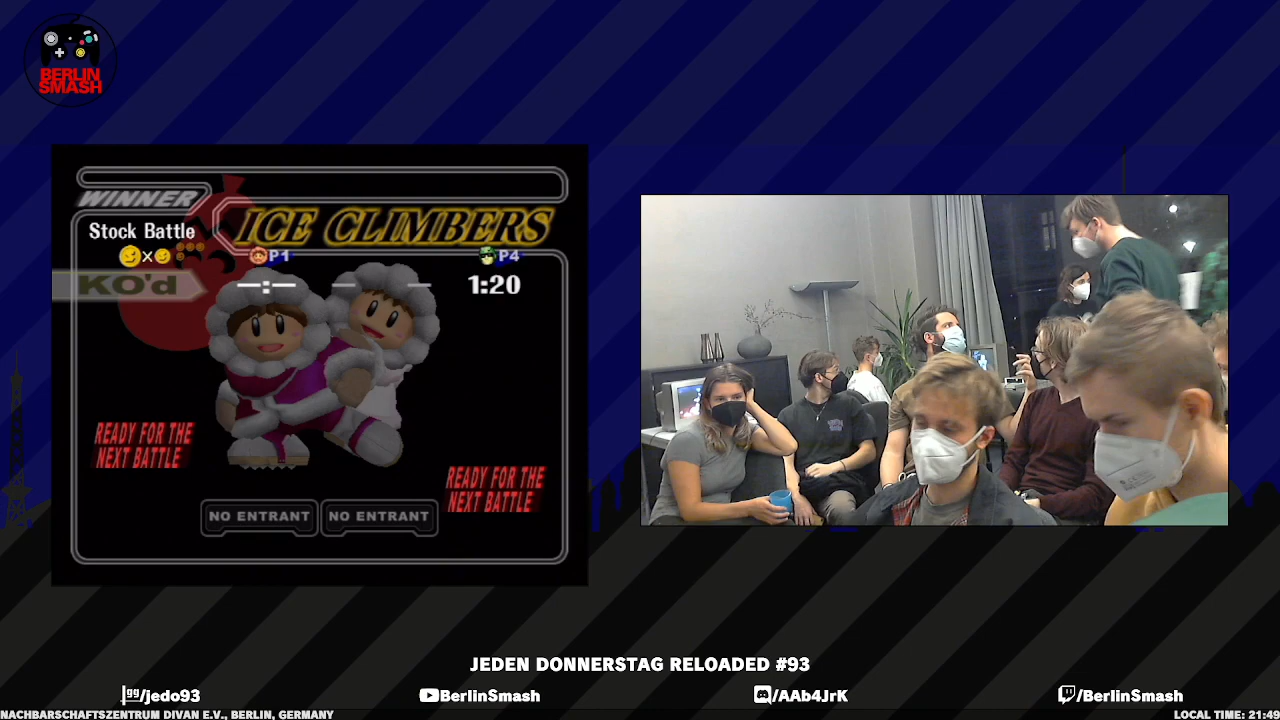 BERLIN
SMASH
WINNER
ICE CLIMBERS
Stock Battle
P1
P4
KO'd
-:--
1:20
READY FOR THE
NEXT BATTLE
READY FOR THE
NEXT BATTLE
NO ENTRANT
NO ENTRANT
JEDEN DONNERSTAG RELOADED #93
gg/jedo93
BerlinSmash
/AAb4JrK
/BerlinSmash
NACHBARSCHAFTSZENTRUM DIVAN E.V., BERLIN, GERMANY
LOCAL TIME: 21:49